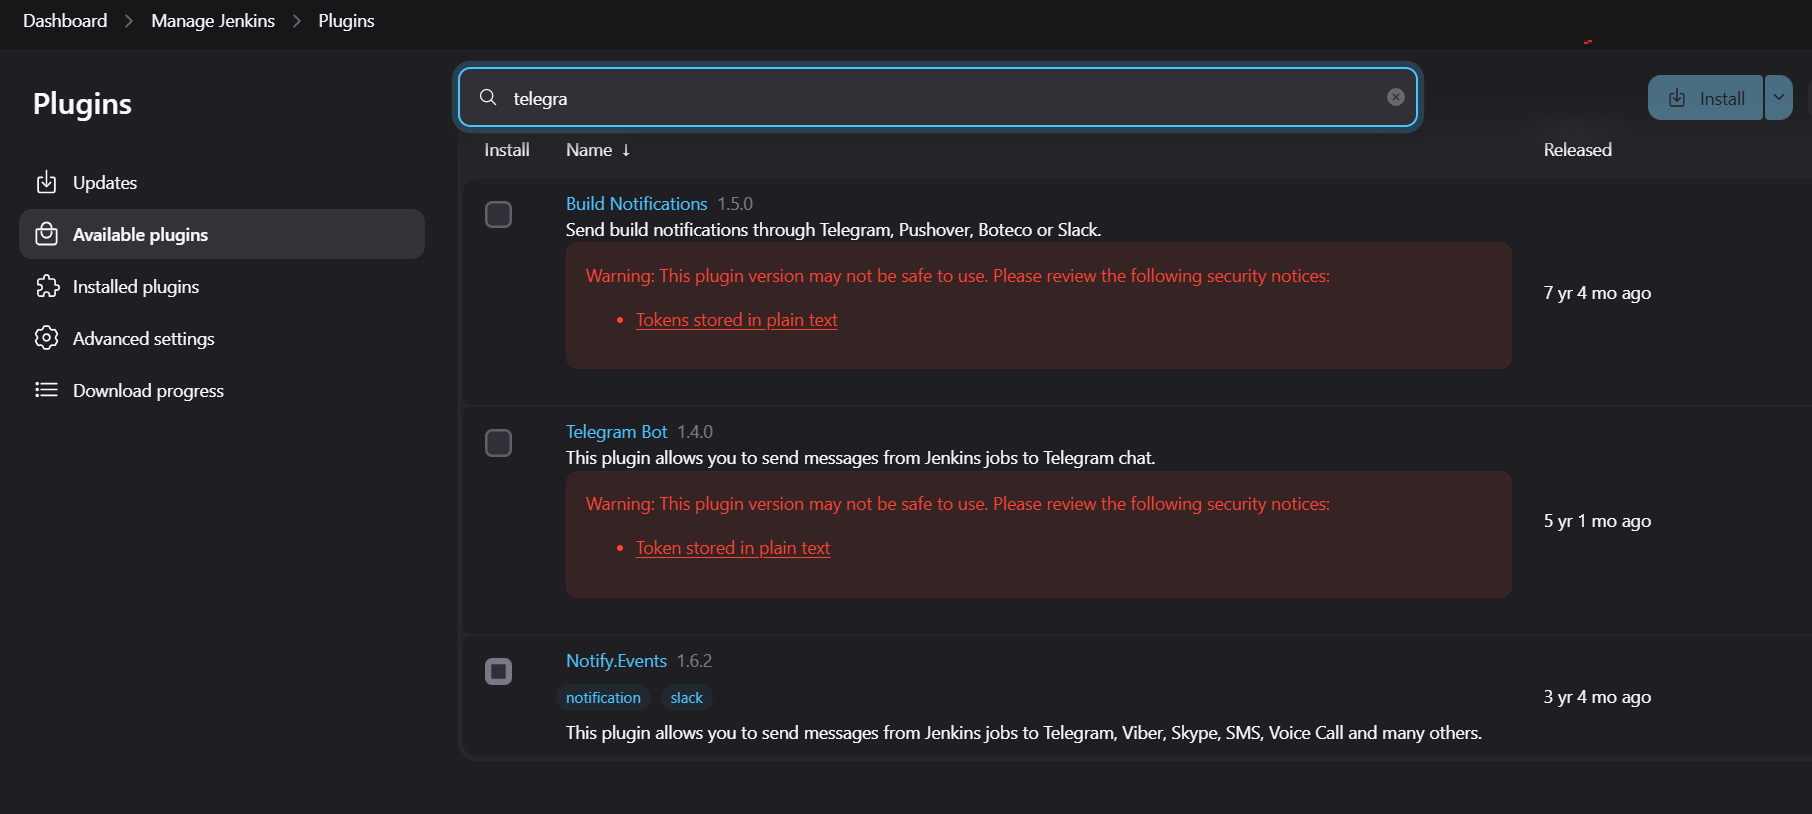 Dashboard > Manage Jenkins > Plugins
Plugins
Updates
Available plugins
Installed plugins
Advanced settings
Download progress
telegra
Install
Install Name ↓ Released
Build Notifications 1.5.0
Send build notifications through Telegram, Pushover, Boteco or Slack.
Warning: This plugin version may not be safe to use. Please review the following security notices:
• Tokens stored in plain text
7 yr 4 mo ago
Telegram Bot 1.4.0
This plugin allows you to send messages from Jenkins jobs to Telegram chat.
Warning: This plugin version may not be safe to use. Please review the following security notices:
• Token stored in plain text
5 yr 1 mo ago
Notify.Events 1.6.2
notification slack
This plugin allows you to send messages from Jenkins jobs to Telegram, Viber, Skype, SMS, Voice Call and many others.
3 yr 4 mo ago